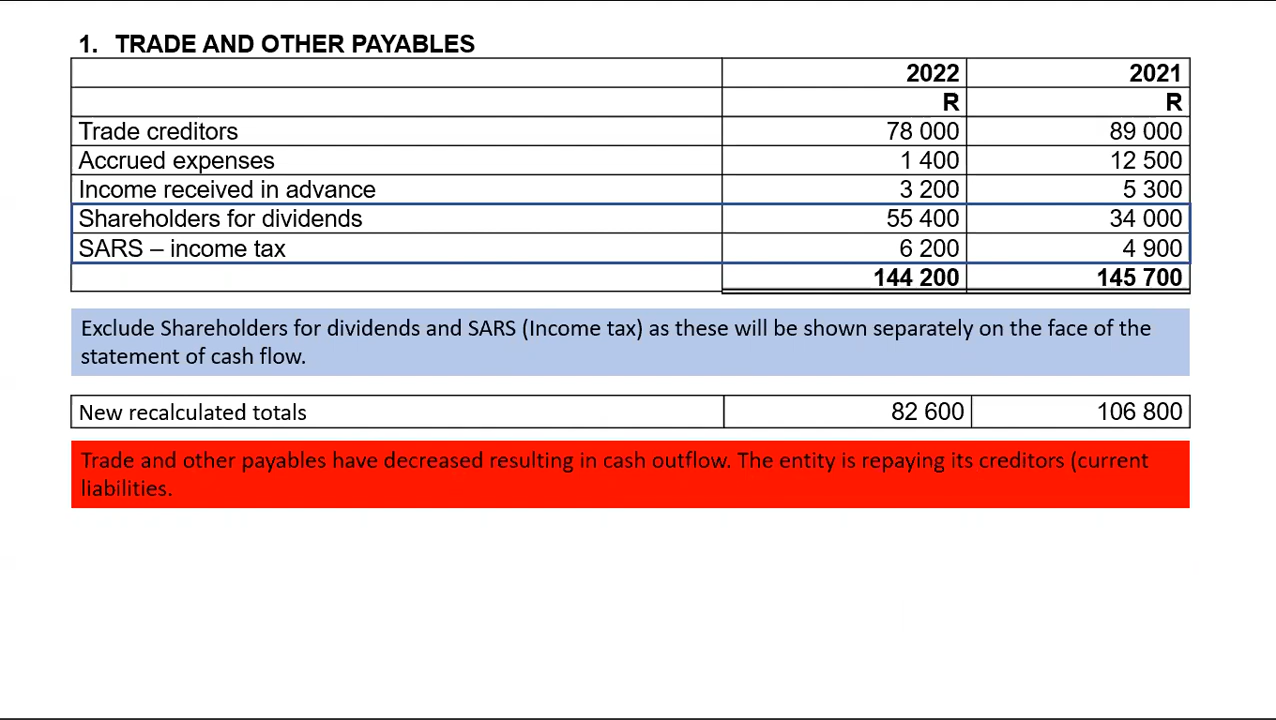 1. TRADE AND OTHER PAYABLES
2022 2021
R R
Trade creditors 78 000 89 000
Accrued expenses 1 400 12 500
Income received in advance 3 200 5 300
Shareholders for dividends 55 400 34 000
SARS – income tax 6 200 4 900
144 200 145 700
Exclude Shareholders for dividends and SARS (Income tax) as these will be shown separately on the face of the
statement of cash flow.
New recalculated totals 82 600 106 800
Trade and other payables have decreased resulting in cash outflow. The entity is repaying its creditors (current
liabilities.